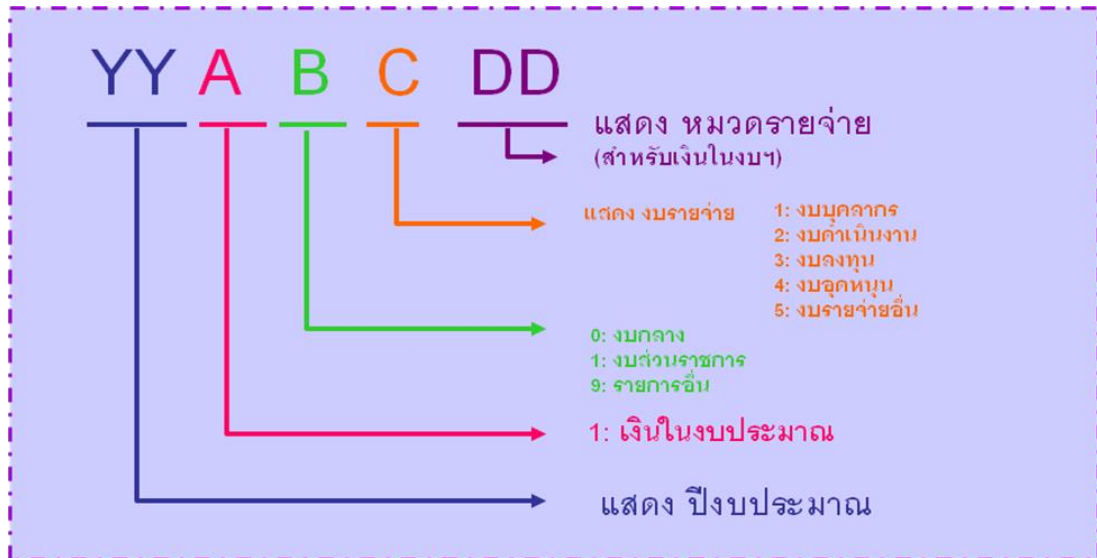 YY A B C DD
แสดง หมวดรายจ่าย
(สำหรับเงินในงบฯ)
แสดง งบรายจ่าย
1: งบบุคลากร
2: งบดำเนินงาน
3: งบลงทุน
4: งบอุดหนุน
5: งบรายจ่ายอื่น
0: งบกลาง
1: งบส่วนราชการ
9: รายการอื่น
1: เงินในงบประมาณ
แสดง ปีงบประมาณ